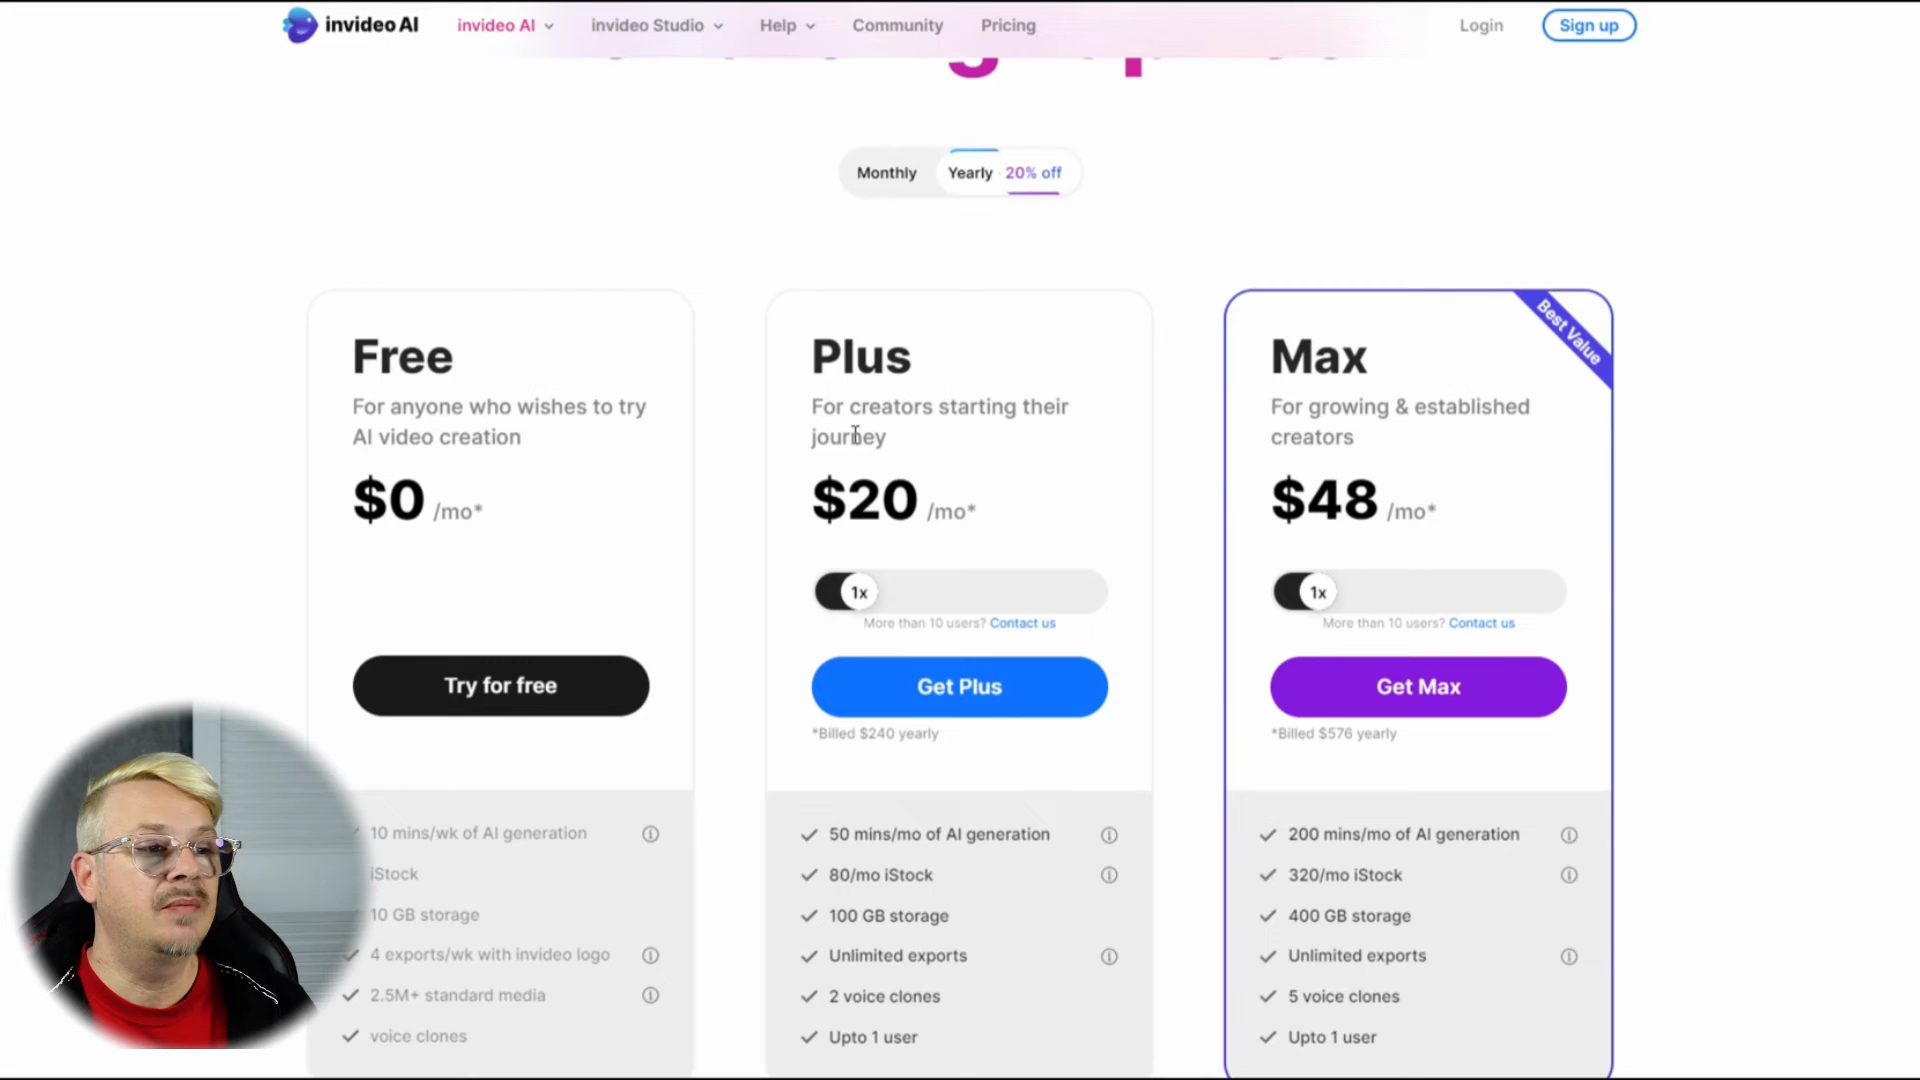 invideo AI
invideo AI
invideo Studio
Help
Community
Pricing
Login
Sign up
Monthly
Yearly
20% off
Free
For anyone who wishes to try
AI video creation
$0 /mo*
Try for free
10 mins/wk of AI generation
iStock
10 GB storage
4 exports/wk with invideo logo
2.5M+ standard media
voice clones
Plus
For creators starting their
journey
$20 /mo*
1x
More than 10 users? Contact us
Get Plus
*Billed $240 yearly
50 mins/mo of AI generation
80/mo iStock
100 GB storage
Unlimited exports
2 voice clones
Upto 1 user
Best Value
Max
For growing & established
creators
$48 /mo*
1x
More than 10 users? Contact us
Get Max
*Billed $576 yearly
200 mins/mo of AI generation
320/mo iStock
400 GB storage
Unlimited exports
5 voice clones
Upto 1 user